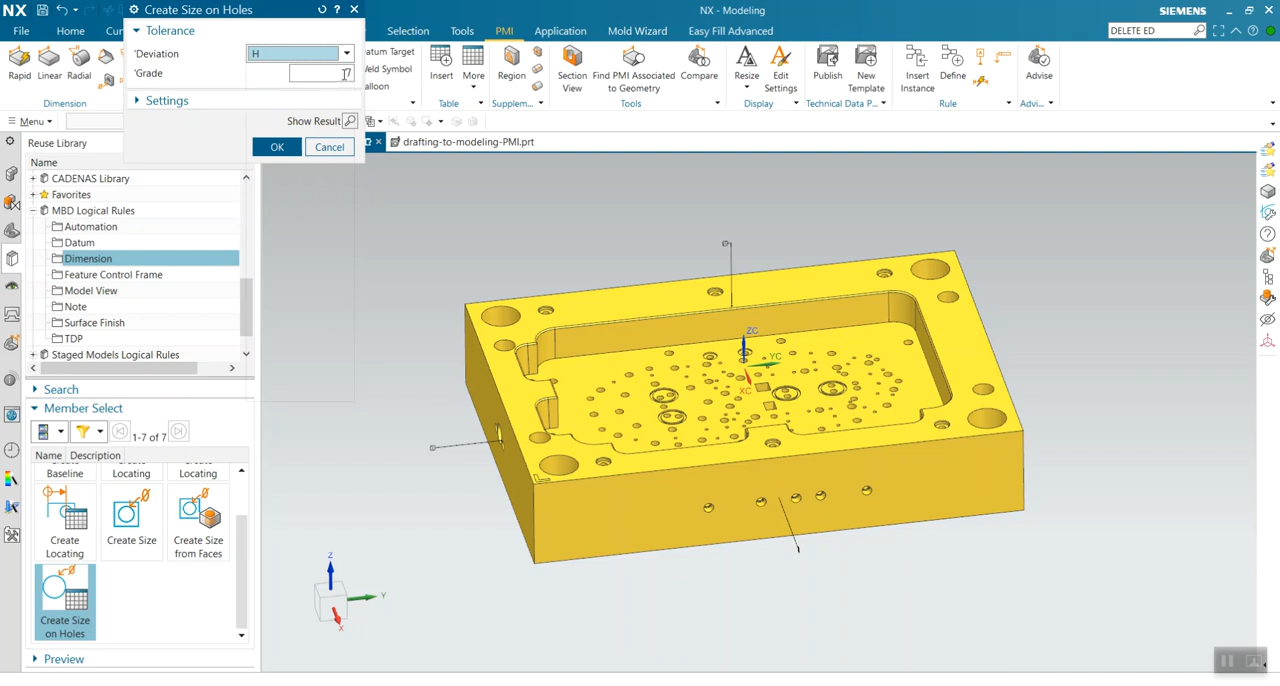 NX
Create Size on Holes
NX - Modeling
SIEMENS
File
Home
Cur
Tolerance
Selection
Tools
PMI
Application
Mold Wizard
Easy Fill Advanced
DELETE ED
'Deviation
H
'Grade
7
Settings
Show Result
OK
Cancel
Rapid
Linear
Radial
Dimension
atum Target
Weld Symbol
alloon
Insert
More
Table
Region
Supplem...
Section
View
Find PMI Associated
to Geometry
Compare
Tools
Resize
Edit
Settings
Display
Publish
New
Template
Technical Data P...
Insert
Instance
Define
Rule
Advise
Advi...
Menu
drafting-to-modeling-PMI.prt
Reuse Library
Name
CADENAS Library
Favorites
MBD Logical Rules
Automation
Datum
Dimension
Feature Control Frame
Model View
Note
Surface Finish
TDP
Staged Models Logical Rules
Search
Member Select
1-7 of 7
Name
Description
Baseline
Locating
Locating
Create
Locating
Create Size
Create Size
from Faces
Create Size
on Holes
Preview
ZC
YC
XC
Z
Y
X